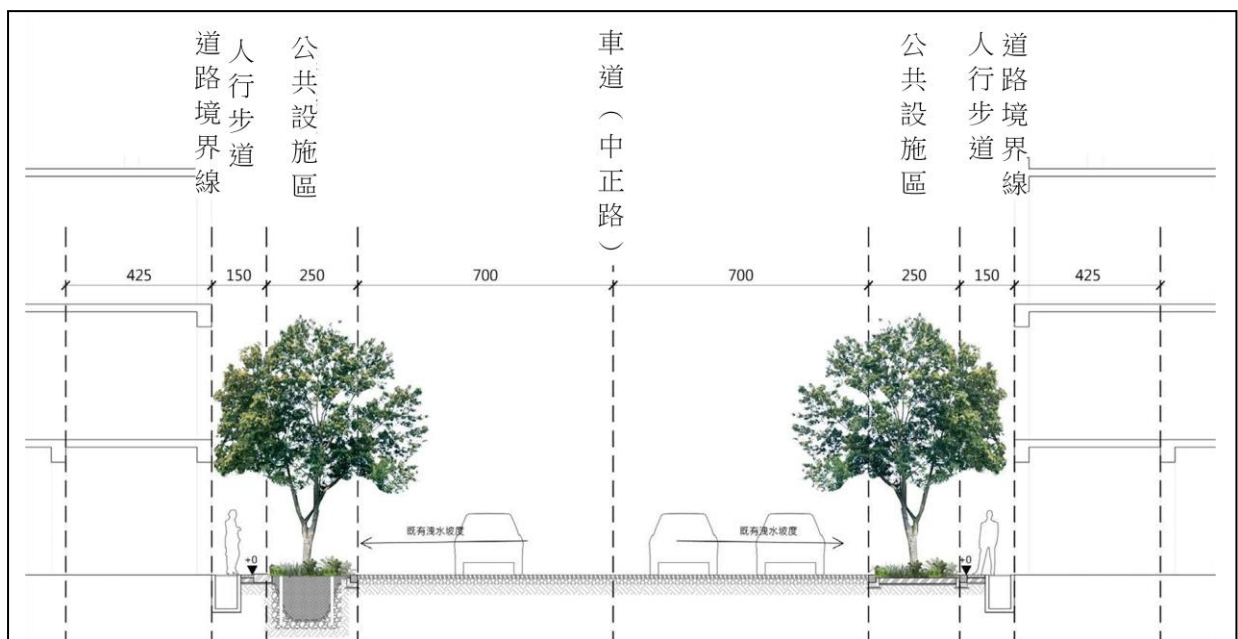 道路境界線
人行步道
公共設施區
車道（中正路）
公共設施區
人行步道
道路境界線
425 150 250 700 700 250 150 425
既有洩水坡度 既有洩水坡度
+0 +0